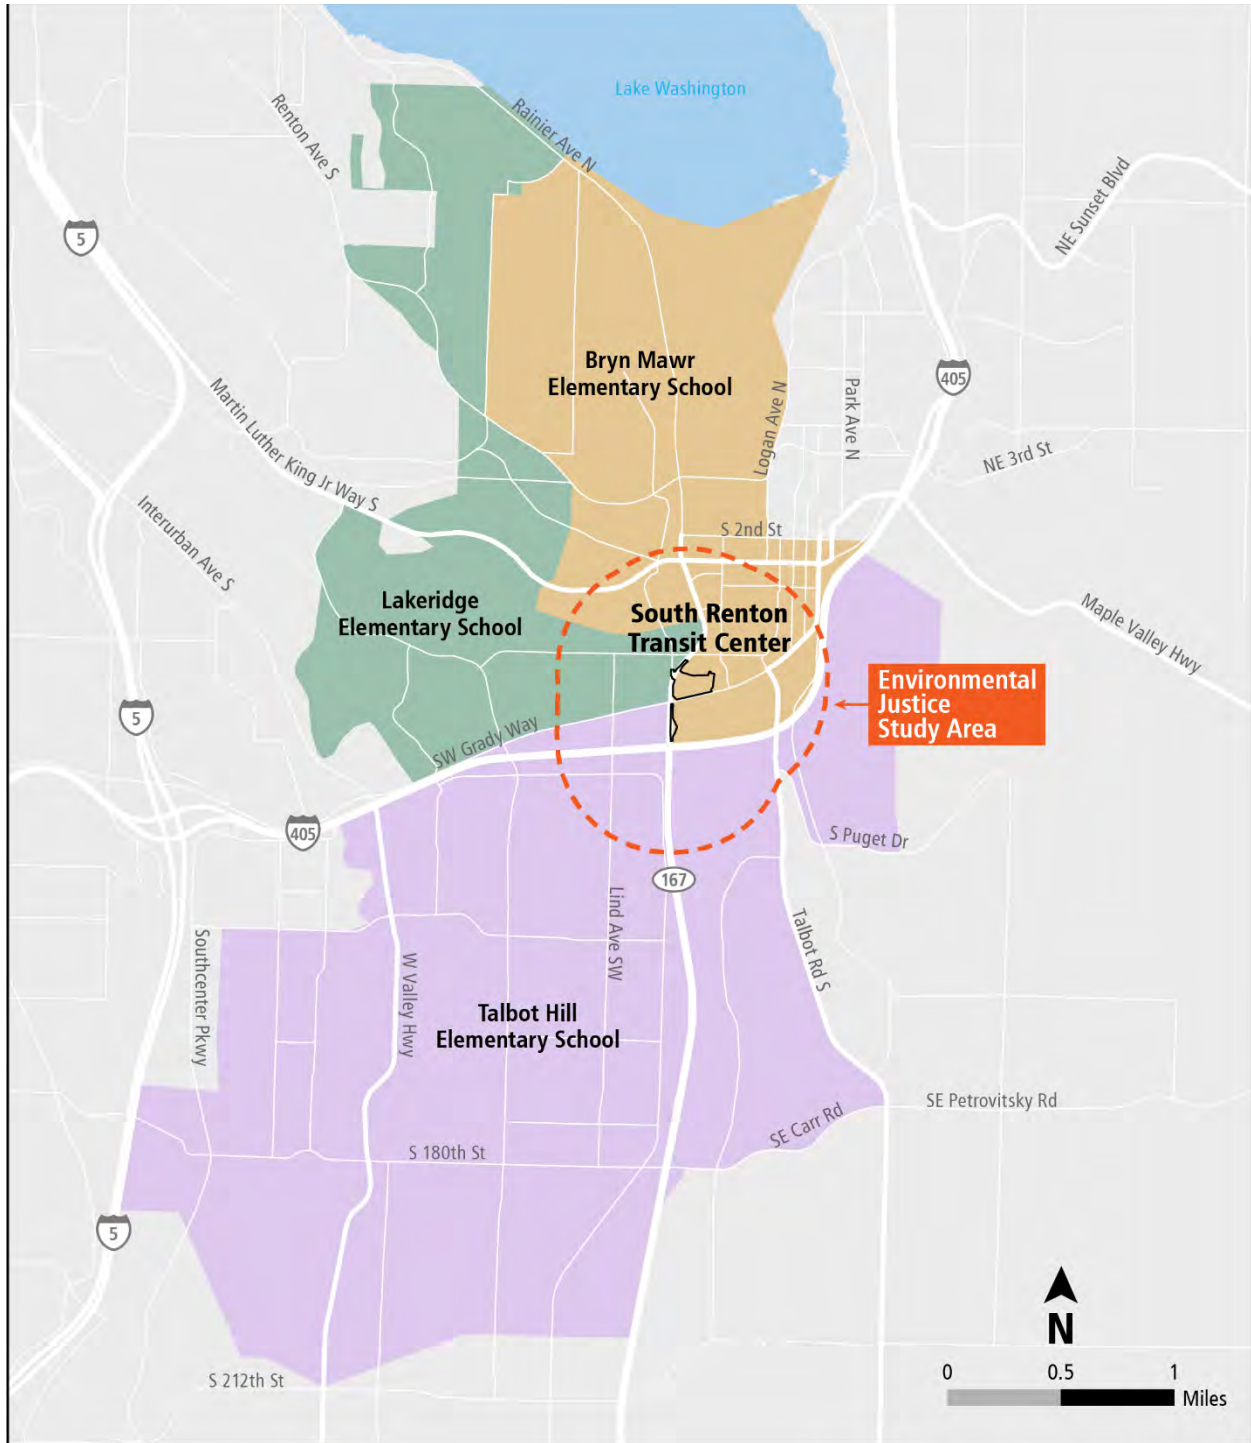 Lake Washington
Rainier Ave N
Renton Ave S
NE Sunset Blvd
5
Bryn Mawr
Elementary School
405
Martin Luther King Jr Way S
Logan Ave N
Park Ave N
NE 3rd St
Interurban Ave S
S 2nd St
Lakeridge
Elementary School
South Renton
Transit Center
Maple Valley Hwy
Environmental
Justice
Study Area
5
SW Grady Way
405
S Puget Dr
167
Lind Ave SW
Talbot Rd S
Southcenter Pkwy
W Valley Hwy
Talbot Hill
Elementary School
SE Petrovitsky Rd
SE Carr Rd
S 180th St
5
N
S 212th St
0 0.5 1
Miles